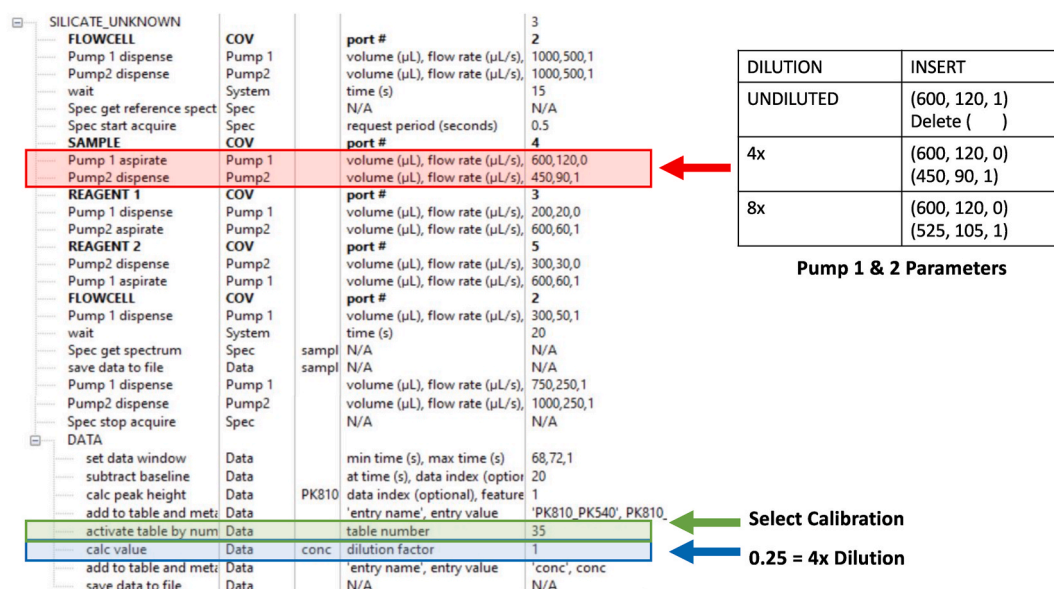 SILICATE_UNKNOWN 3
FLOWCELL COV port # 2
Pump 1 dispense Pump 1 volume (µL), flow rate (µL/s), 1000,500,1
Pump2 dispense Pump2 volume (µL), flow rate (µL/s), 1000,500,1
wait System time (s) 15
Spec get reference spect Spec N/A N/A
Spec start acquire Spec request period (seconds) 0.5
SAMPLE COV port # 4
Pump 1 aspirate Pump 1 volume (µL), flow rate (µL/s), 600,120,0
Pump2 dispense Pump2 volume (µL), flow rate (µL/s), 450,90,1
REAGENT 1 COV port # 3
Pump 1 dispense Pump 1 volume (µL), flow rate (µL/s), 200,20,0
Pump2 aspirate Pump2 volume (µL), flow rate (µL/s), 600,60,1
REAGENT 2 COV port # 5
Pump2 dispense Pump2 volume (µL), flow rate (µL/s), 300,30,0
Pump 1 aspirate Pump 1 volume (µL), flow rate (µL/s), 600,60,1
FLOWCELL COV port # 2
Pump 1 dispense Pump 1 volume (µL), flow rate (µL/s), 300,50,1
wait System time (s) 20
Spec get spectrum Spec sampl N/A N/A
save data to file Data sampl N/A N/A
Pump 1 dispense Pump 1 volume (µL), flow rate (µL/s), 750,250,1
Pump2 dispense Pump2 volume (µL), flow rate (µL/s), 1000,250,1
Spec stop acquire Spec N/A N/A
DATA
set data window Data min time (s), max time (s) 68,72,1
subtract baseline Data at time (s), data index (option 20
calc peak height Data PK810 data index (optional), feature 1
add to table and meta Data 'entry name', entry value 'PK810_PK540', PK810_
activate table by num Data table number 35
calc value Data conc dilution factor 1
add to table and meta Data 'entry name', entry value 'conc', conc
save data to file Data N/A N/A
DILUTION INSERT
UNDILUTED (600, 120, 1)
Delete ( )
4x (600, 120, 0)
(450, 90, 1)
8x (600, 120, 0)
(525, 105, 1)
Pump 1 & 2 Parameters
Select Calibration
0.25 = 4x Dilution